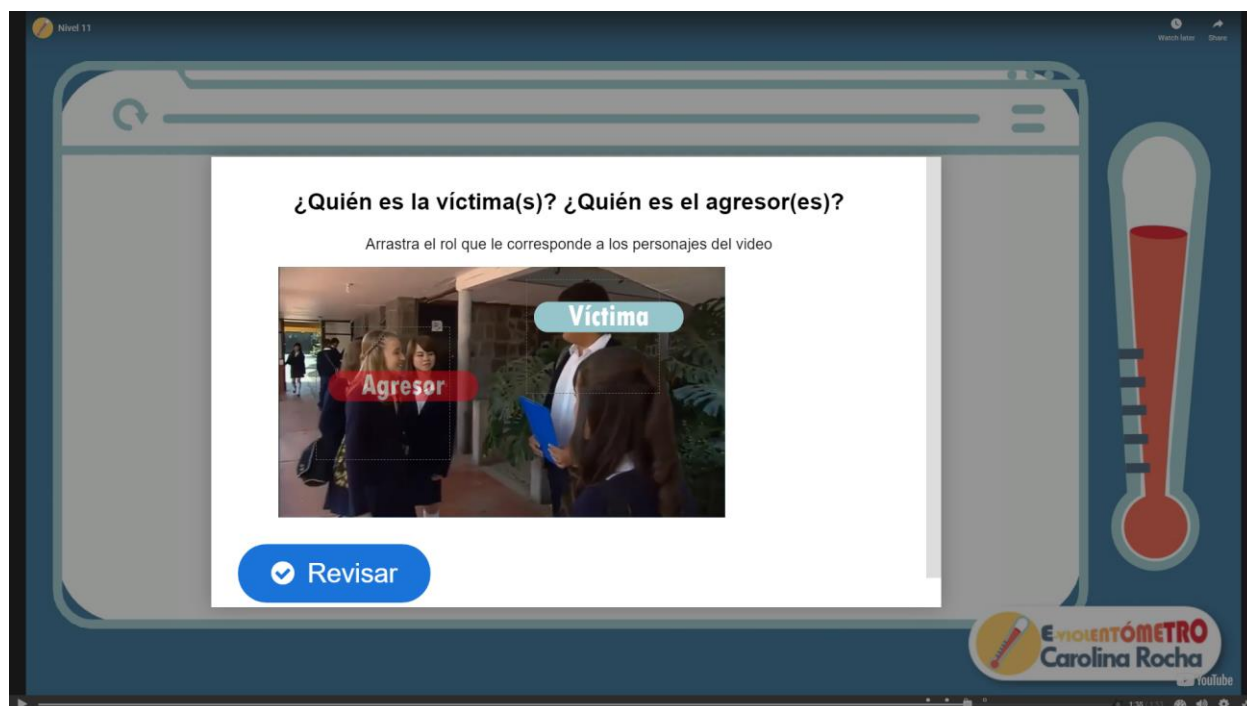 Nivel 11
Watch later
Share
¿Quién es la víctima(s)? ¿Quién es el agresor(es)?
Arrastra el rol que le corresponde a los personajes del video
Víctima
Agresor
Revisar
E-VIOLENTÓMETRO
Carolina Rocha
YouTube